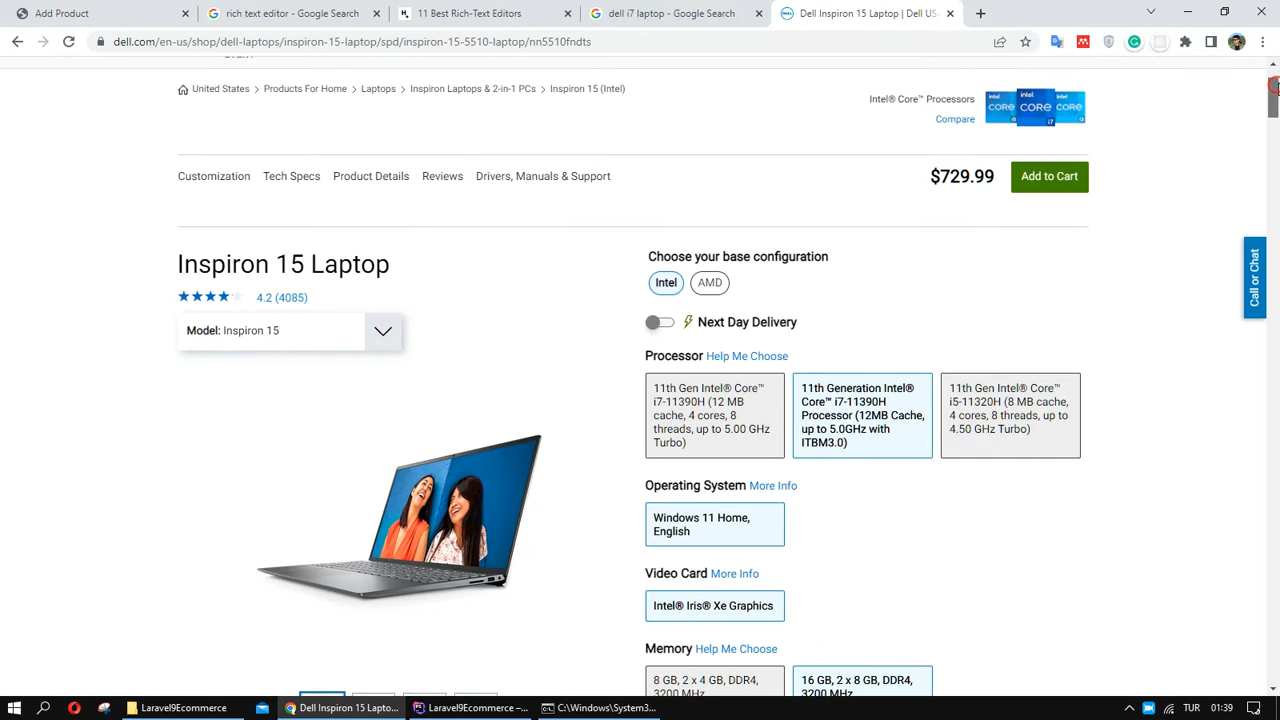 Add Product
rich text editor - Google Search
11 Best Rich-Text Editors
dell i7 laptop - Google Search
Dell Inspiron 15 Laptop | Dell US
dell.com/en-us/shop/dell-laptops/inspiron-15-laptop/spd/inspiron-15-5510-laptop/nn5510fndts
United States > Products For Home > Laptops > Inspiron Laptops & 2-in-1 PCs > Inspiron 15 (Intel)
Intel® Core™ Processors
Compare
intel CORE i7
Customization Tech Specs Product Details Reviews Drivers, Manuals & Support
$729.99 Add to Cart
Inspiron 15 Laptop
4.2 (4085)
Model: Inspiron 15
Choose your base configuration
Intel AMD
Next Day Delivery
Processor Help Me Choose
11th Gen Intel® Core™
i7-11390H (12 MB
cache, 4 cores, 8
threads, up to 5.00 GHz
Turbo)
11th Generation Intel®
Core™ i7-11390H
Processor (12MB Cache,
up to 5.0GHz with
ITBM3.0)
11th Gen Intel® Core™
i5-11320H (8 MB cache,
4 cores, 8 threads, up to
4.50 GHz Turbo)
Operating System More Info
Windows 11 Home,
English
Video Card More Info
Intel® Iris® Xe Graphics
Memory Help Me Choose
8 GB, 2 x 4 GB, DDR4,
3200 MHz
16 GB, 2 x 8 GB, DDR4,
3200 MHz
Call or Chat
Laravel9Ecommerce
Dell Inspiron 15 Lapto...
Laravel9Ecommerce –...
C:\Windows\System3...
TUR
01:39